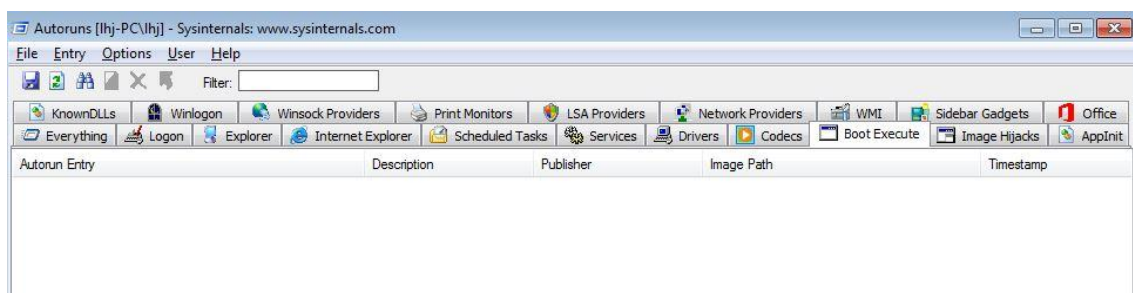 Autoruns [lhj-PC\lhj] - Sysinternals: www.sysinternals.com
File Entry Options User Help
Filter:
KnownDLLs Winlogon Winsock Providers Print Monitors LSA Providers Network Providers WMI Sidebar Gadgets Office
Everything Logon Explorer Internet Explorer Scheduled Tasks Services Drivers Codecs Boot Execute Image Hijacks AppInit
Autorun Entry Description Publisher Image Path Timestamp